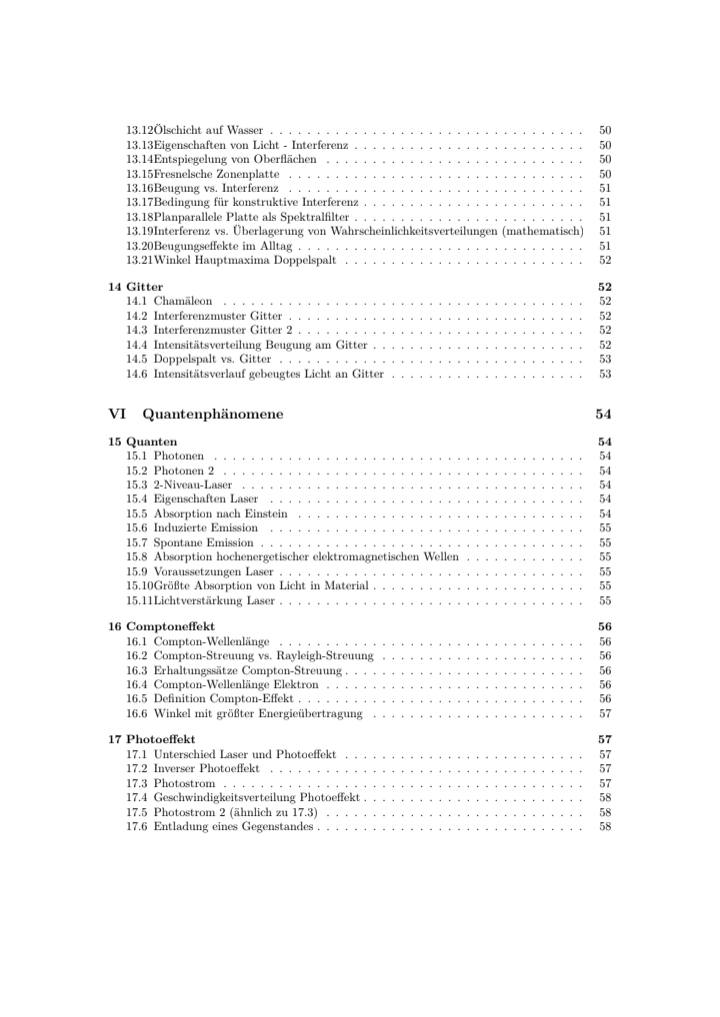 13.12Ölschicht auf Wasser . . . . . . . . . . . . . . . . . . . . . . . . . . . . . . . . . . 50
13.13Eigenschaften von Licht - Interferenz . . . . . . . . . . . . . . . . . . . . . . . . . 50
13.14Entspiegelung von Oberflächen . . . . . . . . . . . . . . . . . . . . . . . . . . . . 50
13.15Fresnelsche Zonenplatte . . . . . . . . . . . . . . . . . . . . . . . . . . . . . . . . 50
13.16Beugung vs. Interferenz . . . . . . . . . . . . . . . . . . . . . . . . . . . . . . . . 51
13.17Bedingung für konstruktive Interferenz . . . . . . . . . . . . . . . . . . . . . . . . 51
13.18Planparallele Platte als Spektralfilter . . . . . . . . . . . . . . . . . . . . . . . . . 51
13.19Interferenz vs. Überlagerung von Wahrscheinlichkeitsverteilungen (mathematisch) 51
13.20Beugungseffekte im Alltag . . . . . . . . . . . . . . . . . . . . . . . . . . . . . . . 51
13.21Winkel Hauptmaxima Doppelspalt . . . . . . . . . . . . . . . . . . . . . . . . . . 52
14 Gitter 52
14.1 Chamäleon . . . . . . . . . . . . . . . . . . . . . . . . . . . . . . . . . . . . . . . 52
14.2 Interferenzmuster Gitter . . . . . . . . . . . . . . . . . . . . . . . . . . . . . . . . 52
14.3 Interferenzmuster Gitter 2 . . . . . . . . . . . . . . . . . . . . . . . . . . . . . . . 52
14.4 Intensitätsverteilung Beugung am Gitter . . . . . . . . . . . . . . . . . . . . . . . 52
14.5 Doppelspalt vs. Gitter . . . . . . . . . . . . . . . . . . . . . . . . . . . . . . . . . 53
14.6 Intensitätsverlauf gebeugtes Licht an Gitter . . . . . . . . . . . . . . . . . . . . . 53
VI Quantenphänomene 54
15 Quanten 54
15.1 Photonen . . . . . . . . . . . . . . . . . . . . . . . . . . . . . . . . . . . . . . . . 54
15.2 Photonen 2 . . . . . . . . . . . . . . . . . . . . . . . . . . . . . . . . . . . . . . . 54
15.3 2-Niveau-Laser . . . . . . . . . . . . . . . . . . . . . . . . . . . . . . . . . . . . . 54
15.4 Eigenschaften Laser . . . . . . . . . . . . . . . . . . . . . . . . . . . . . . . . . . 54
15.5 Absorption nach Einstein . . . . . . . . . . . . . . . . . . . . . . . . . . . . . . . 54
15.6 Induzierte Emission . . . . . . . . . . . . . . . . . . . . . . . . . . . . . . . . . . 55
15.7 Spontane Emission . . . . . . . . . . . . . . . . . . . . . . . . . . . . . . . . . . . 55
15.8 Absorption hochenergetischer elektromagnetischen Wellen . . . . . . . . . . . . . 55
15.9 Voraussetzungen Laser . . . . . . . . . . . . . . . . . . . . . . . . . . . . . . . . . 55
15.10Größte Absorption von Licht in Material . . . . . . . . . . . . . . . . . . . . . . . 55
15.11Lichtverstärkung Laser . . . . . . . . . . . . . . . . . . . . . . . . . . . . . . . . . 55
16 Comptoneffekt 56
16.1 Compton-Wellenlänge . . . . . . . . . . . . . . . . . . . . . . . . . . . . . . . . . 56
16.2 Compton-Streuung vs. Rayleigh-Streuung . . . . . . . . . . . . . . . . . . . . . . 56
16.3 Erhaltungssätze Compton-Streuung . . . . . . . . . . . . . . . . . . . . . . . . . . 56
16.4 Compton-Wellenlänge Elektron . . . . . . . . . . . . . . . . . . . . . . . . . . . . 56
16.5 Definition Compton-Effekt . . . . . . . . . . . . . . . . . . . . . . . . . . . . . . . 56
16.6 Winkel mit größter Energieübertragung . . . . . . . . . . . . . . . . . . . . . . . 57
17 Photoeffekt 57
17.1 Unterschied Laser und Photoeffekt . . . . . . . . . . . . . . . . . . . . . . . . . . 57
17.2 Inverser Photoeffekt . . . . . . . . . . . . . . . . . . . . . . . . . . . . . . . . . . 57
17.3 Photostrom . . . . . . . . . . . . . . . . . . . . . . . . . . . . . . . . . . . . . . . 57
17.4 Geschwindigkeitsverteilung Photoeffekt . . . . . . . . . . . . . . . . . . . . . . . . 58
17.5 Photostrom 2 (ähnlich zu 17.3) . . . . . . . . . . . . . . . . . . . . . . . . . . . . 58
17.6 Entladung eines Gegenstandes . . . . . . . . . . . . . . . . . . . . . . . . . . . . . 58